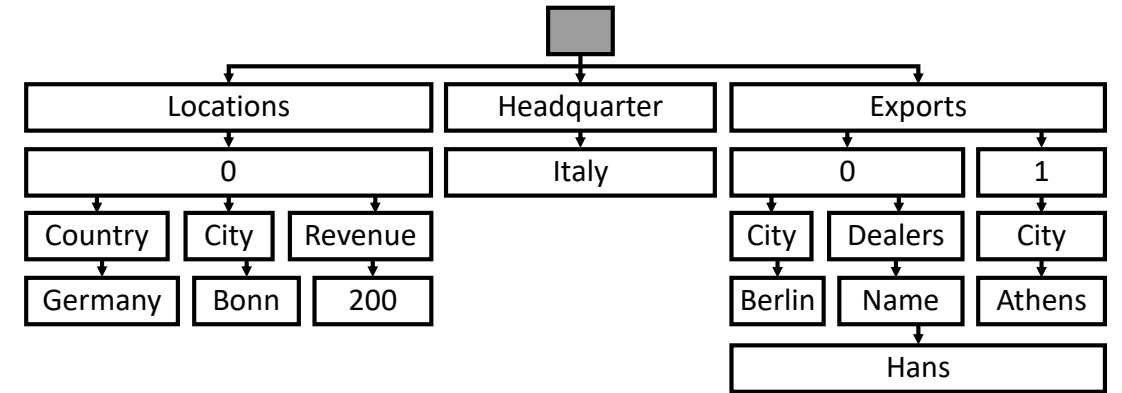 Locations Headquarter Exports
0 Italy 0 1
Country City Revenue City Dealers City
Germany Bonn 200 Berlin Name Athens
Hans